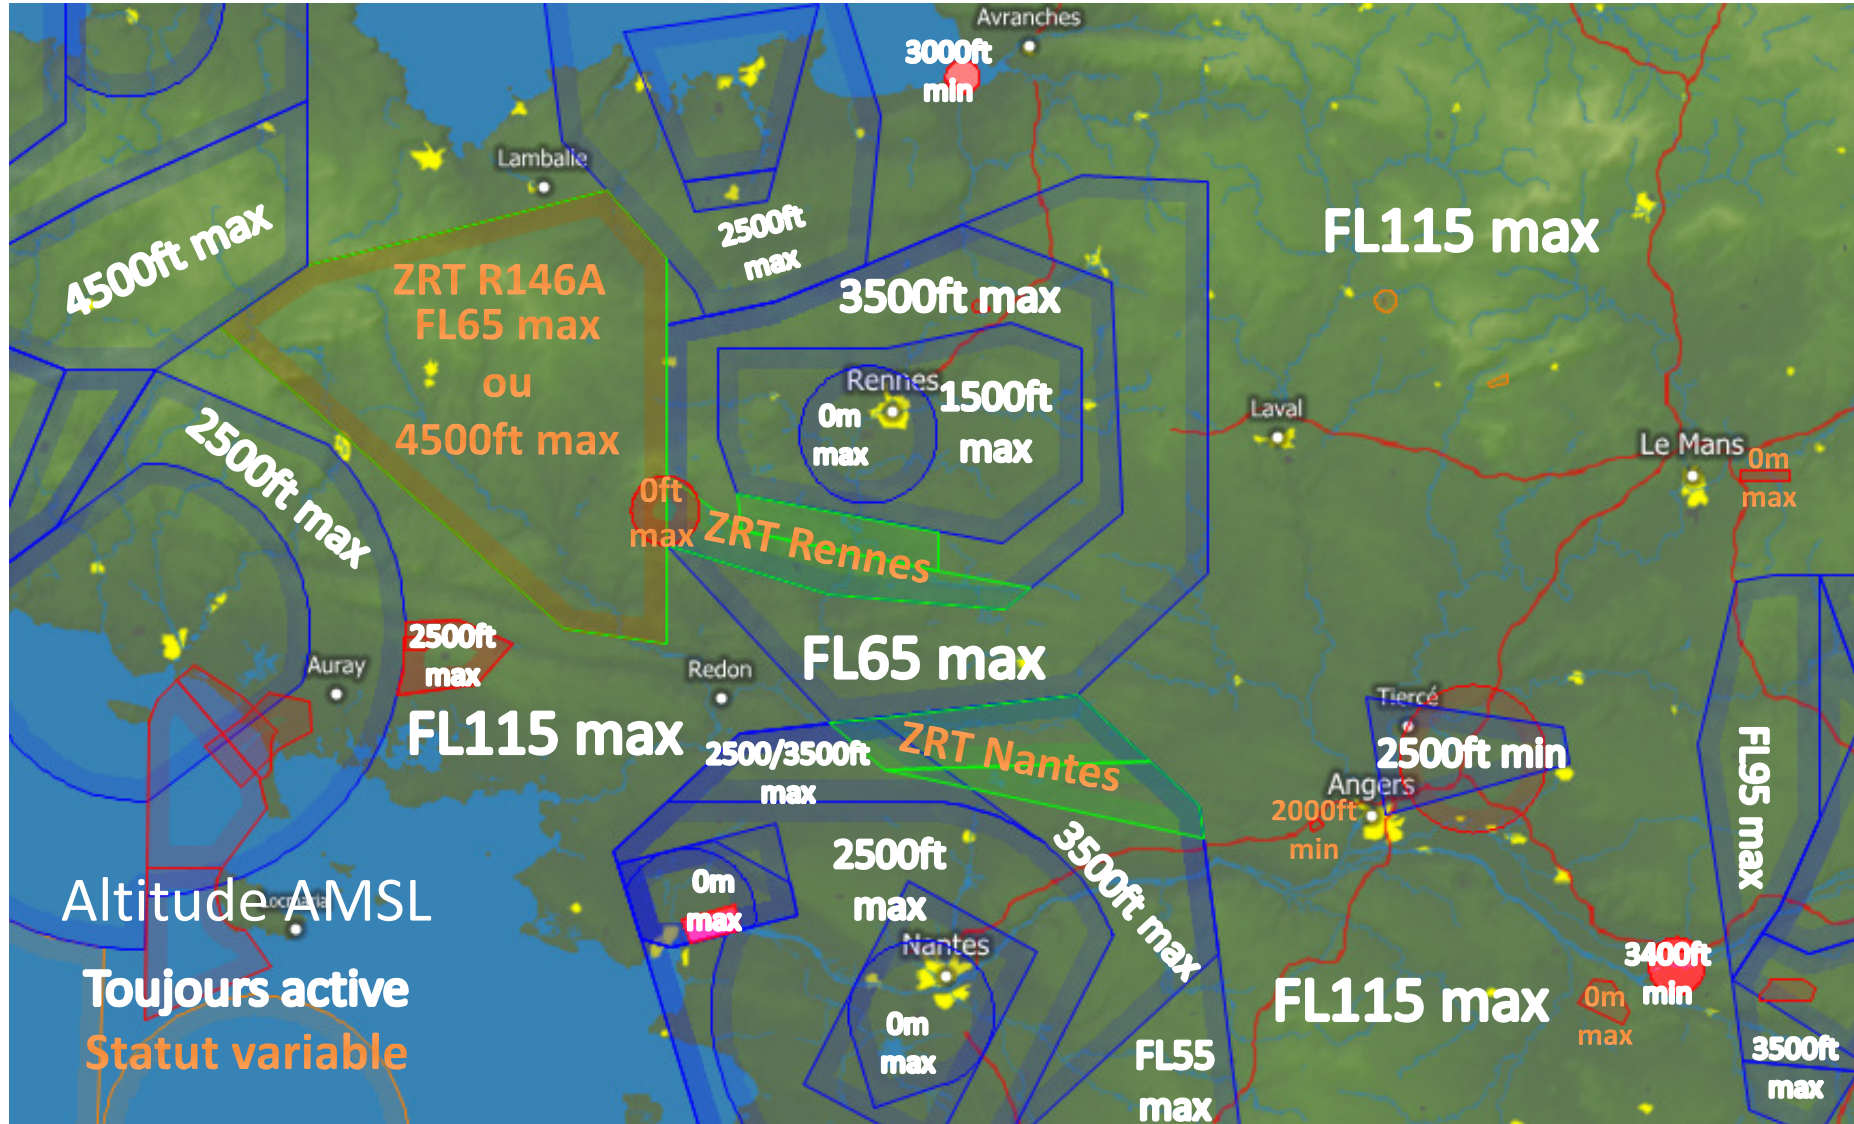 Avranches
3000ft
min
Lamballe
4500ft max
2500ft
max
FL115 max
ZRT R146A
FL65 max
ou
4500ft max
3500ft max
Rennes
0m
max
1500ft
max
Laval
Le Mans
0m
max
2500ft max
0ft
max
ZRT Rennes
2500ft
max
Auray
Redon
FL65 max
FL115 max
2500/3500ft
max
ZRT Nantes
Tiercé
2500ft min
Angers
2000ft
min
FL95 max
2500ft
max
3500ft max
0m
max
Nantes
0m
max
Altitude AMSL
Locmaria
Toujours active
Statut variable
FL115 max
3400ft
min
0m
max
FL55
max
3500ft
max